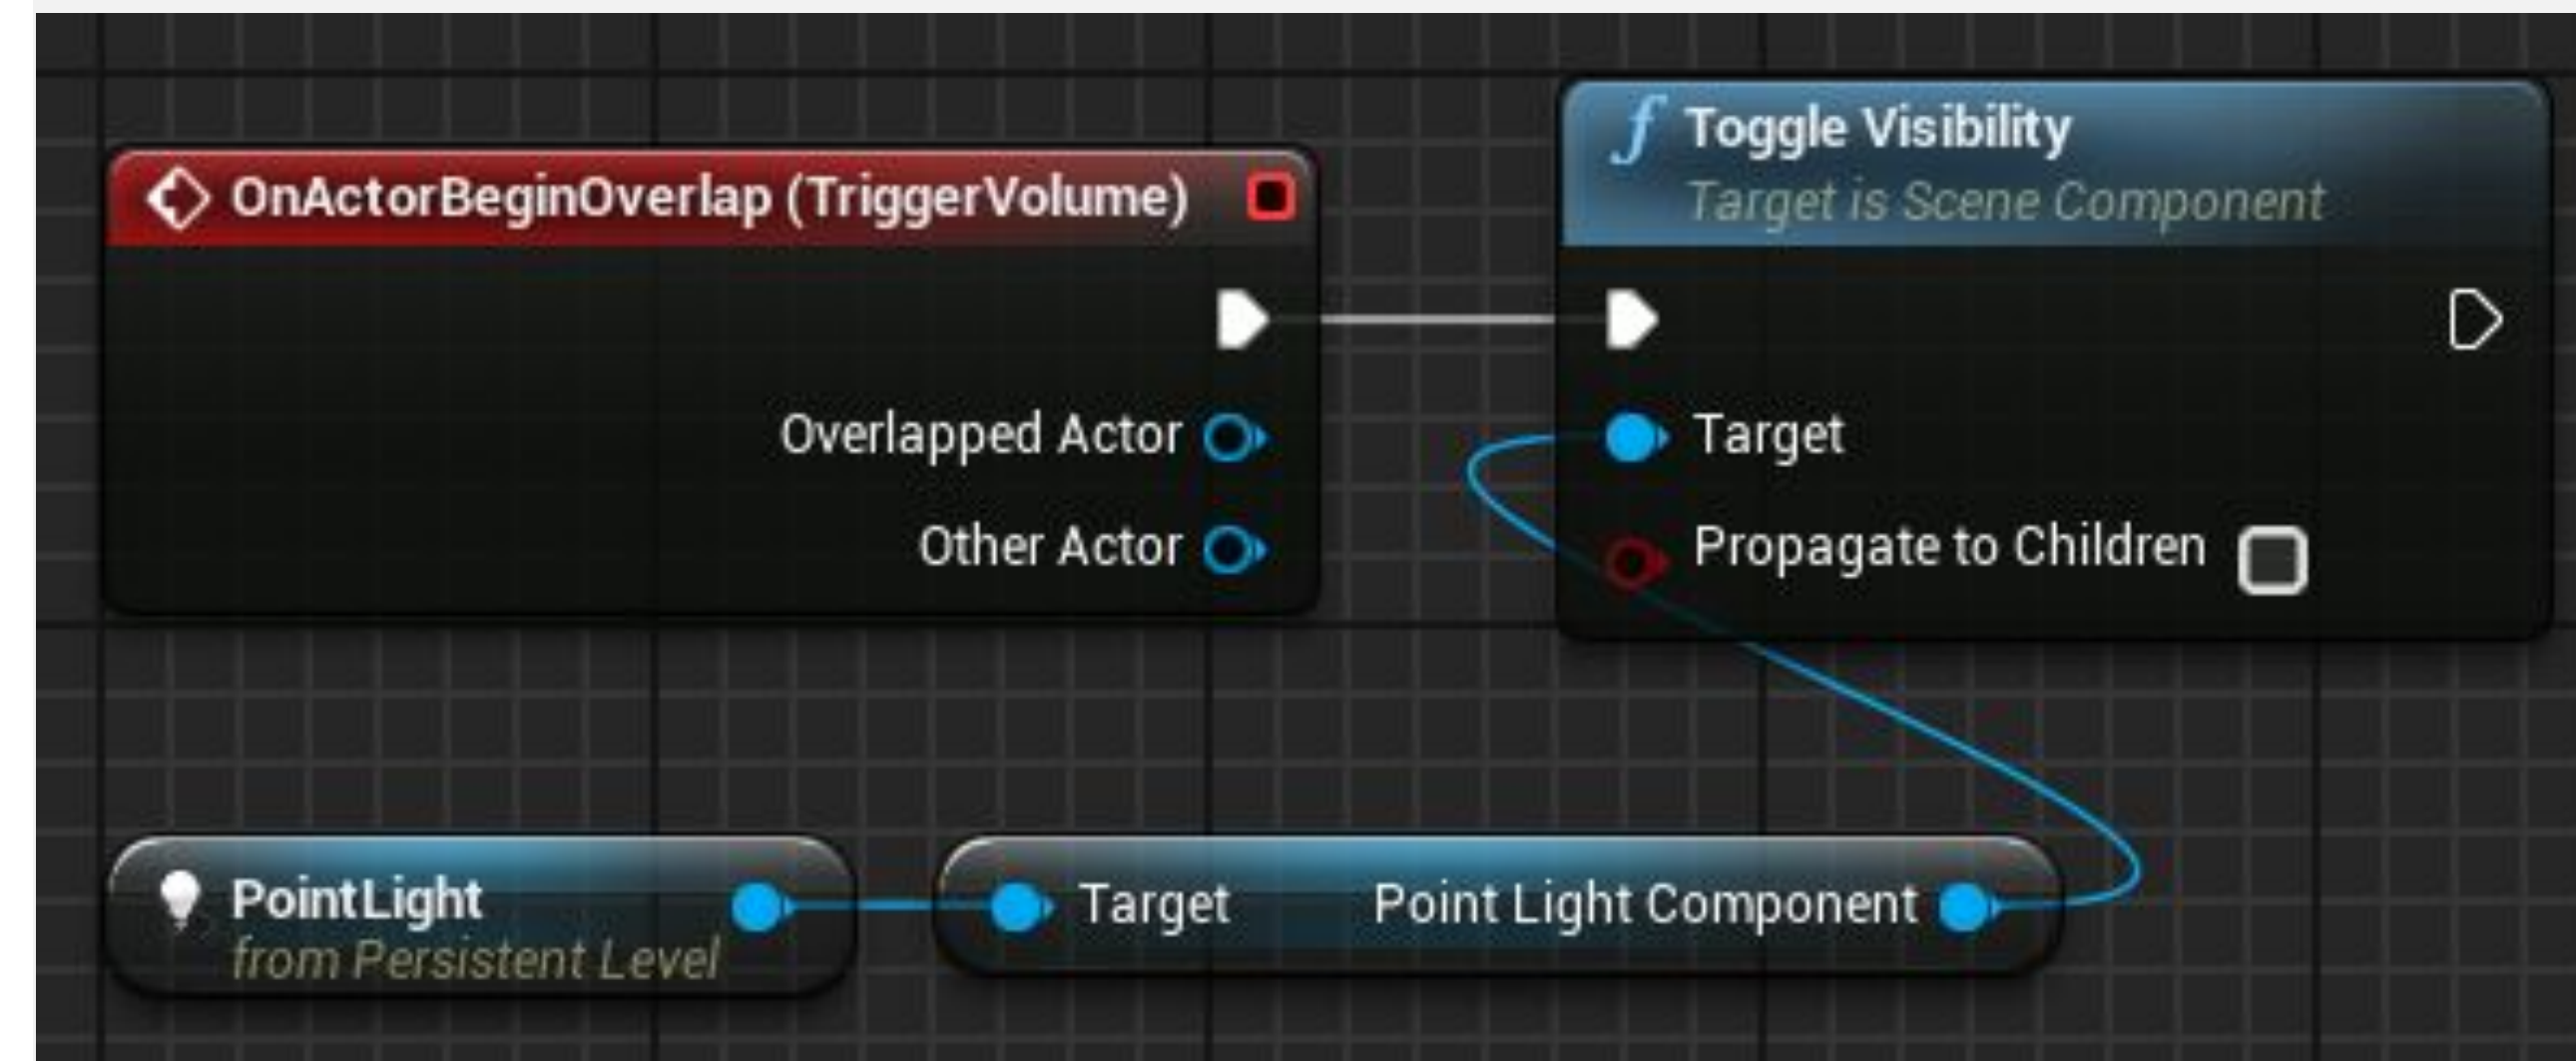 OnActorBeginOverlap (TriggerVolume)
Overlapped Actor
Other Actor
f Toggle Visibility
Target is Scene Component
Target
Propagate to Children
PointLight
from Persistent Level
Target Point Light Component